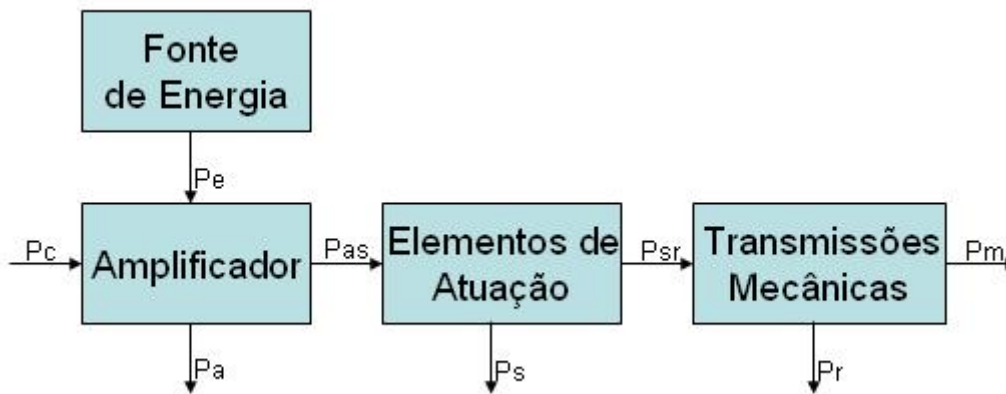 Fonte
de Energia
Pe
Pc
Amplificador
Pas
Elementos de
Atuação
Psr
Transmissões
Mecânicas
Pm
Pa
Ps
Pr